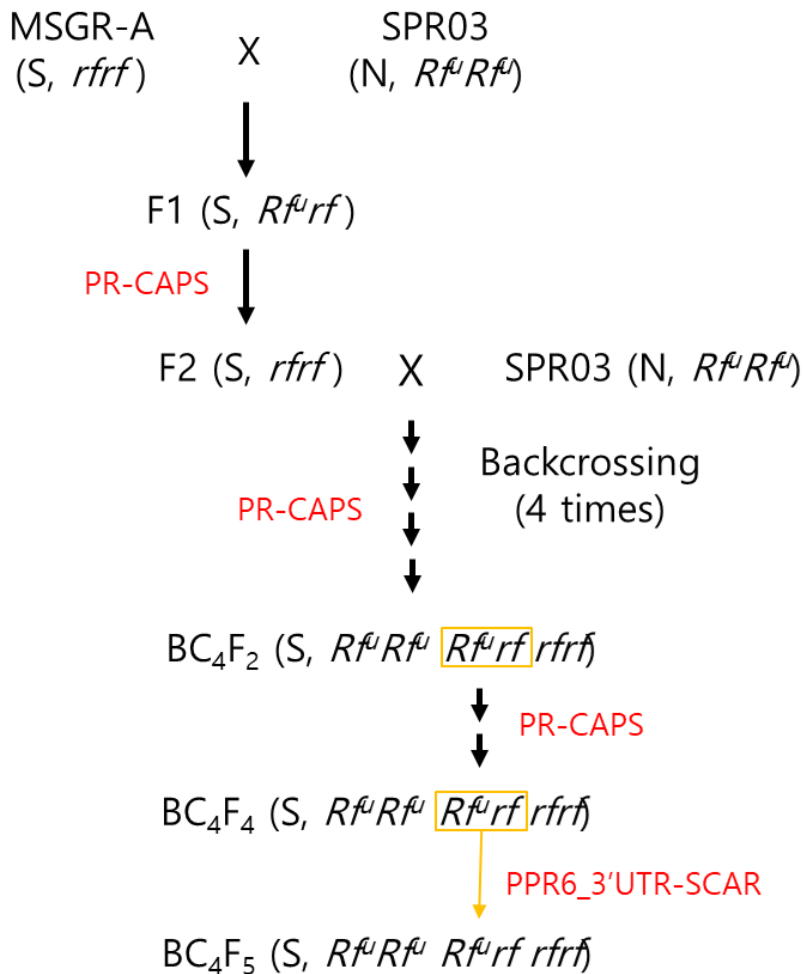 MSGR-A X SPR03
(S, rfrf) (N, RfᵘRfᵘ)
F1 (S, Rfᵘrf)
PR-CAPS
F2 (S, rfrf) X SPR03 (N, RfᵘRfᵘ)
Backcrossing
PR-CAPS (4 times)
BC₄F₂ (S, RfᵘRfᵘ Rfᵘrf rfrf)
PR-CAPS
BC₄F₄ (S, RfᵘRfᵘ Rfᵘrf rfrf)
PPR6_3'UTR-SCAR
BC₄F₅ (S, RfᵘRfᵘ Rfᵘrf rfrf)